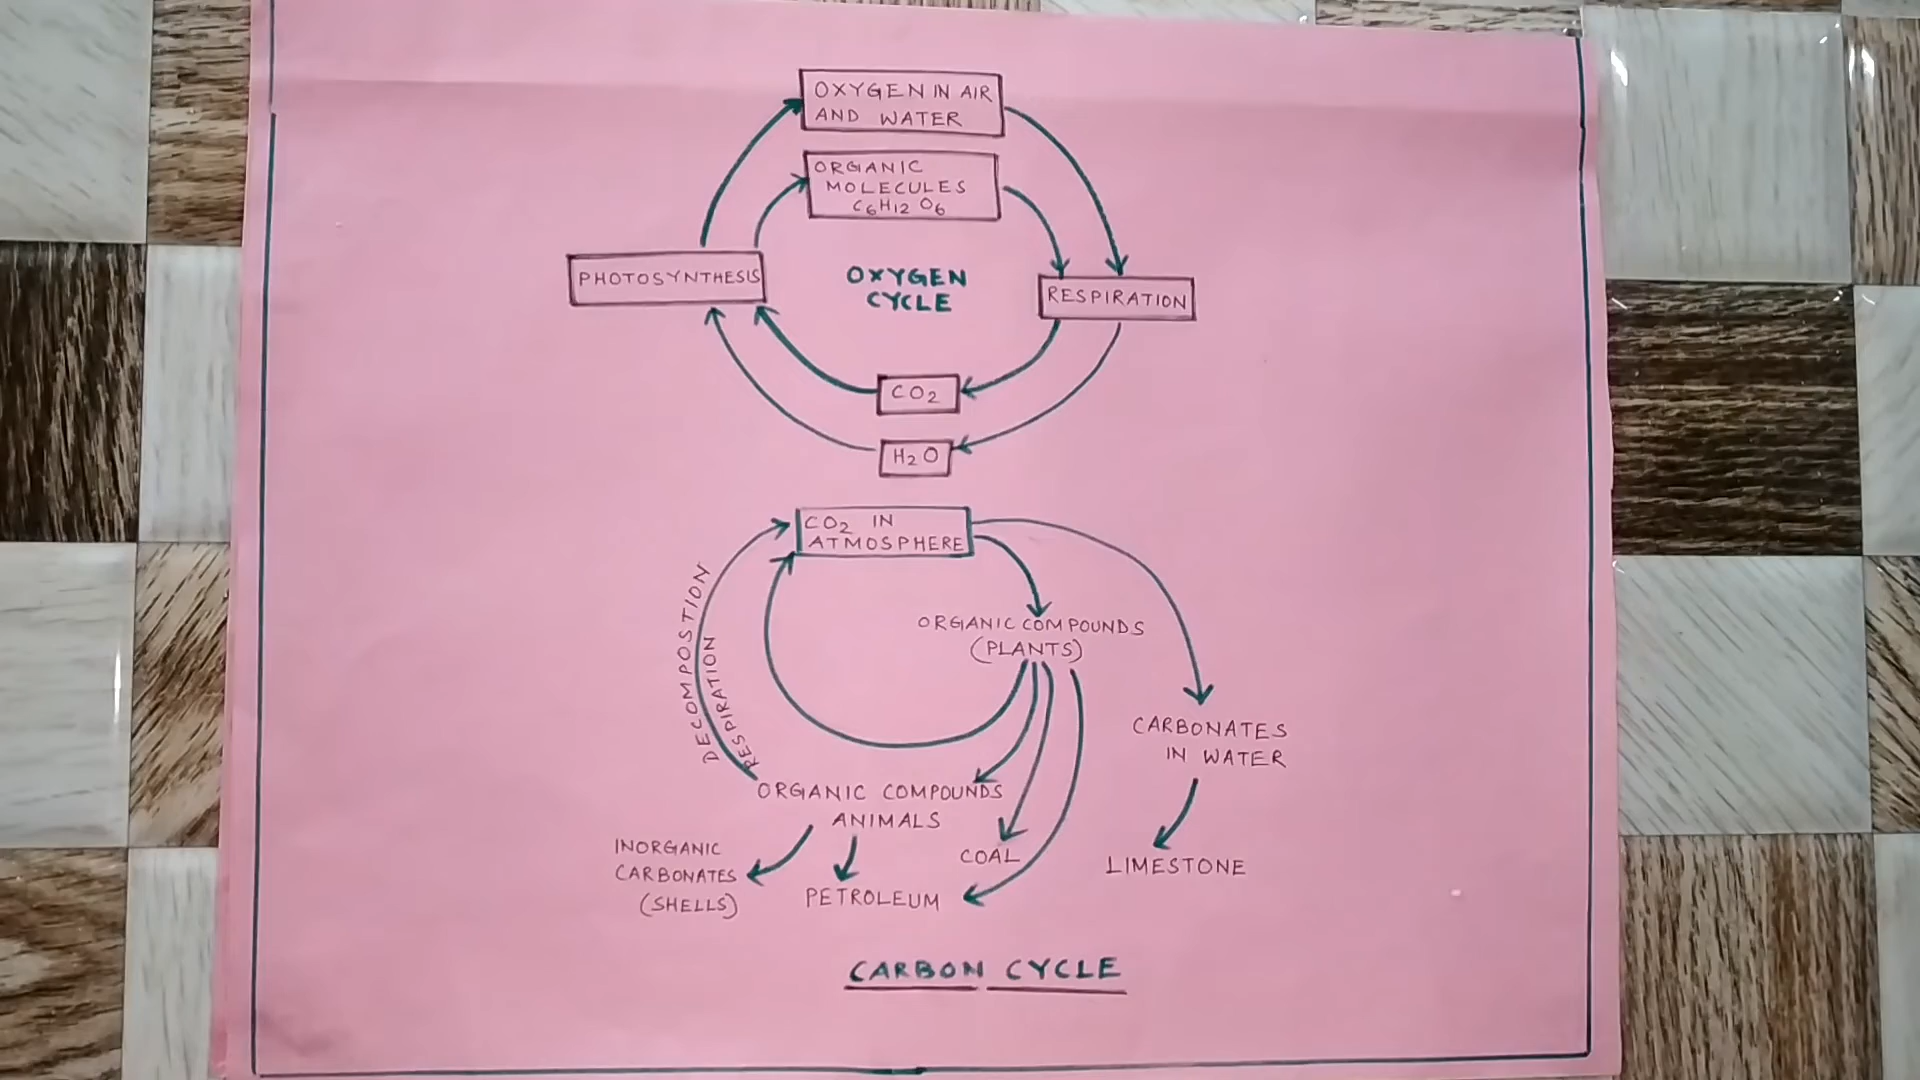 OXYGEN IN AIR
AND WATER
ORGANIC
MOLECULES
C6H12O6
PHOTOSYNTHESIS
OXYGEN
CYCLE
RESPIRATION
CO2
H2O
CO2 IN
ATMOSPHERE
DECOMPOSTION
RESPIRATION
ORGANIC COMPOUNDS
(PLANTS)
CARBONATES
IN WATER
ORGANIC COMPOUNDS
ANIMALS
INORGANIC
CARBONATES
(SHELLS)
PETROLEUM
COAL
LIMESTONE
CARBON CYCLE